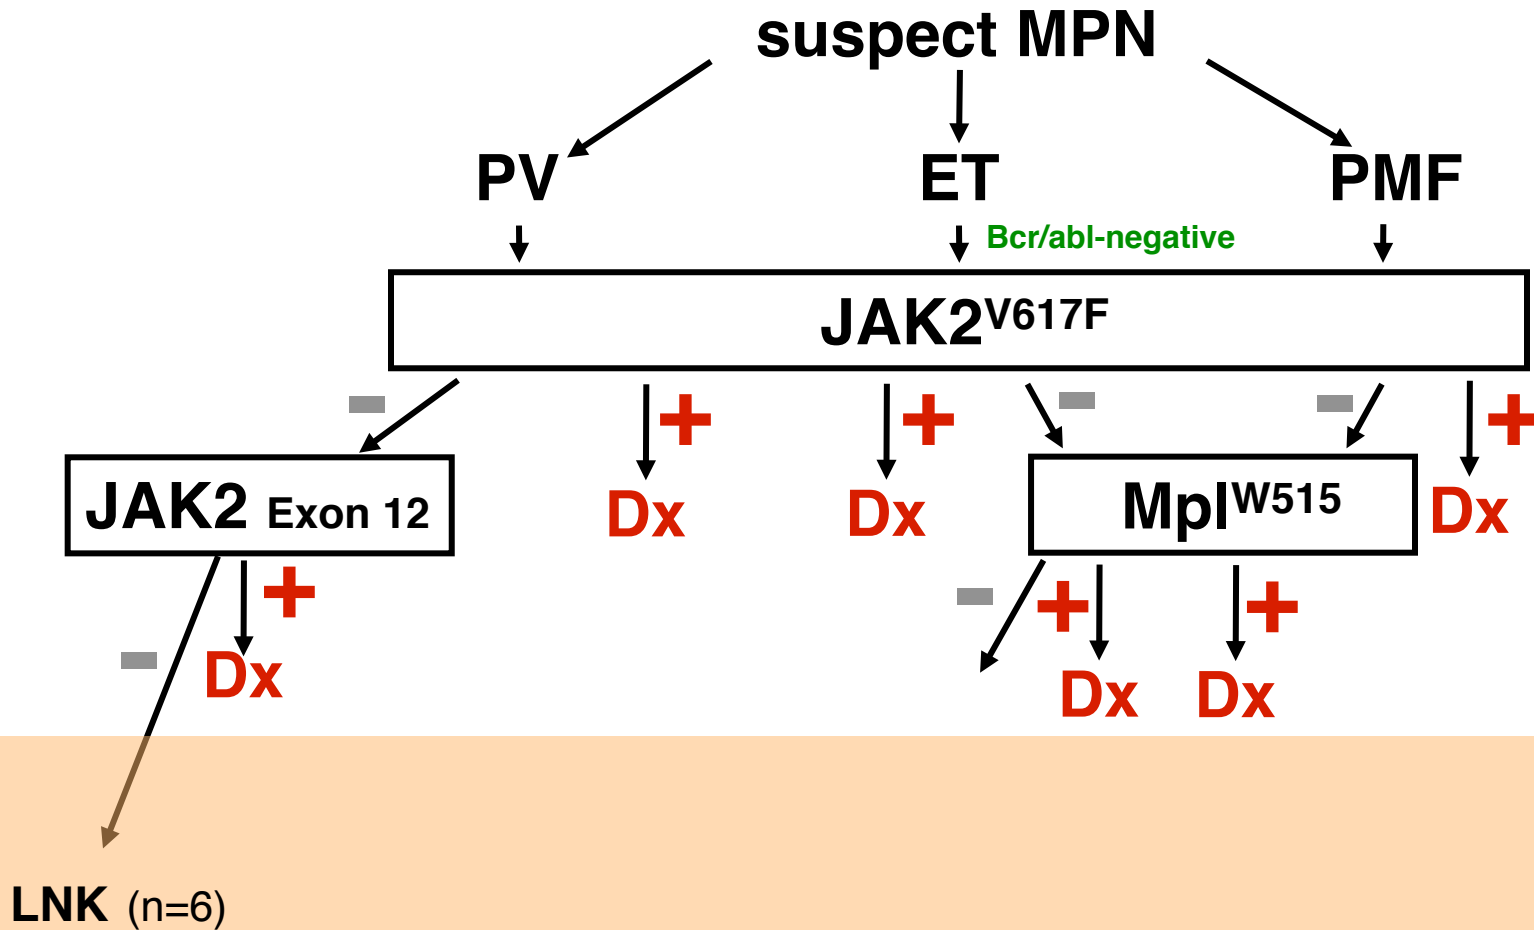 suspect MPN
PV ET PMF
Bcr/abl-negative
JAK2V617F
- + + - - +
JAK2 Exon 12 Dx Dx MplW515 Dx
+ - + +
- Dx Dx Dx
LNK (n=6)